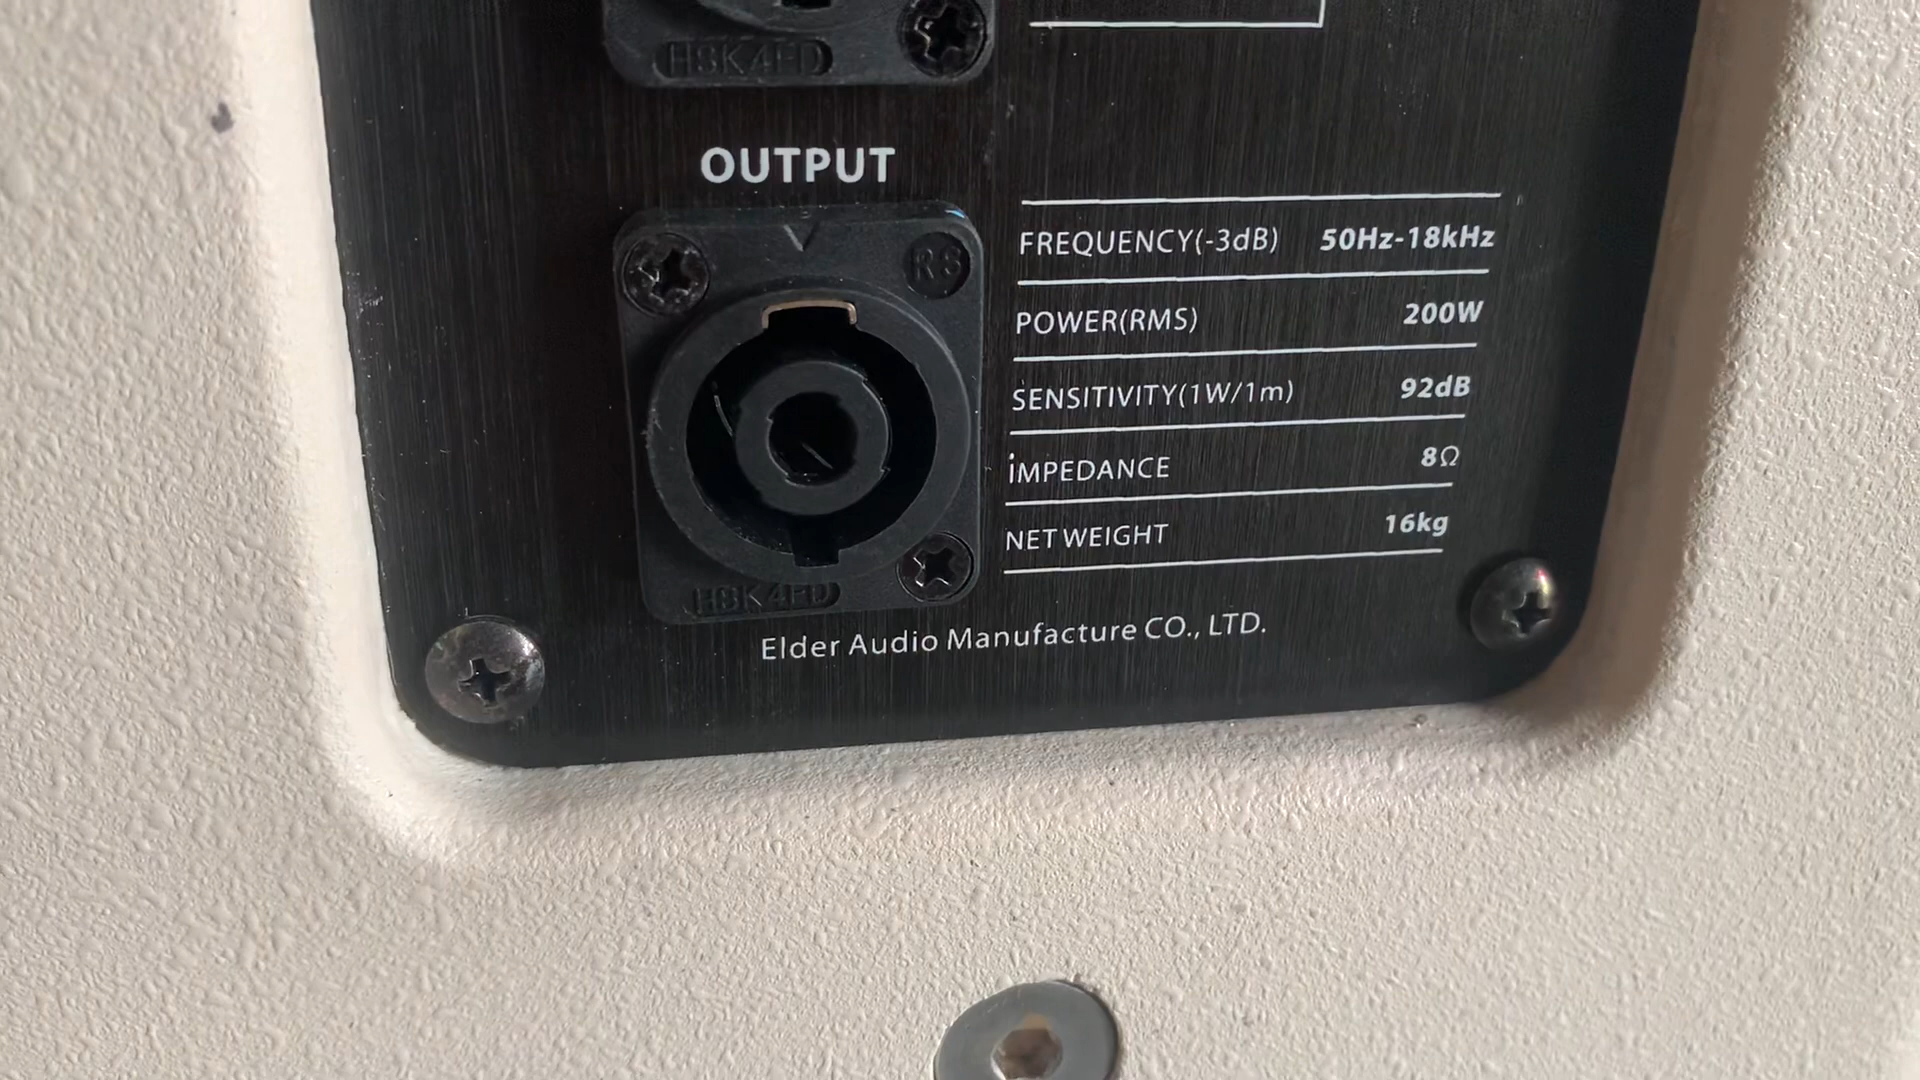 HSK4FD
OUTPUT
RS
FREQUENCY(-3dB) 50Hz-18kHz
POWER(RMS) 200W
SENSITIVITY(1W/1m) 92dB
iMPEDANCE 8Ω
NET WEIGHT 16kg
HSK4FD
Elder Audio Manufacture CO., LTD.